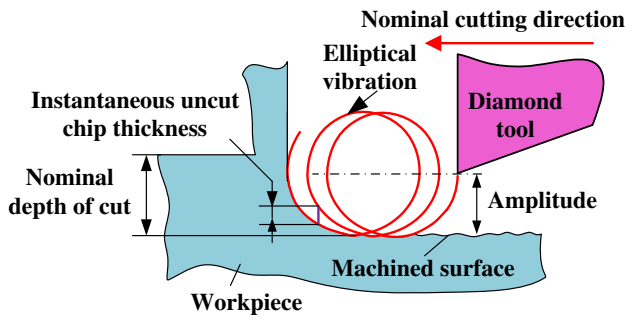 Nominal cutting direction
Elliptical
vibration
Instantaneous uncut
chip thickness
Diamond
tool
Nominal
depth of cut
Amplitude
Machined surface
Workpiece